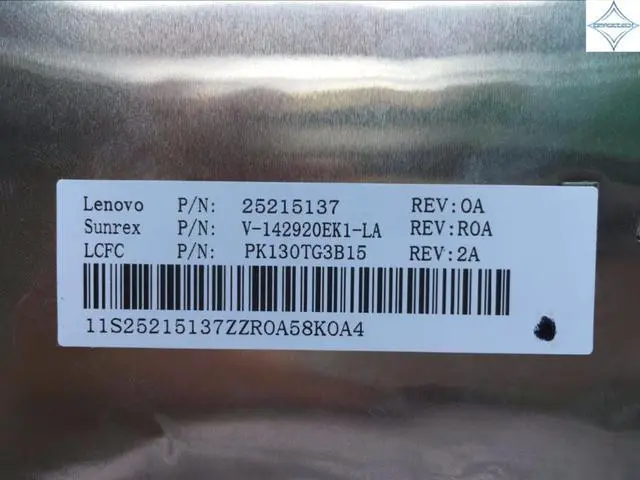 Lenovo P/N: 25215137 REV:0A
Sunrex P/N: V-142920EK1-LA REV:R0A
LCFC P/N: PK130TG3B15 REV:2A
11S25215137ZZR0A58K0A4